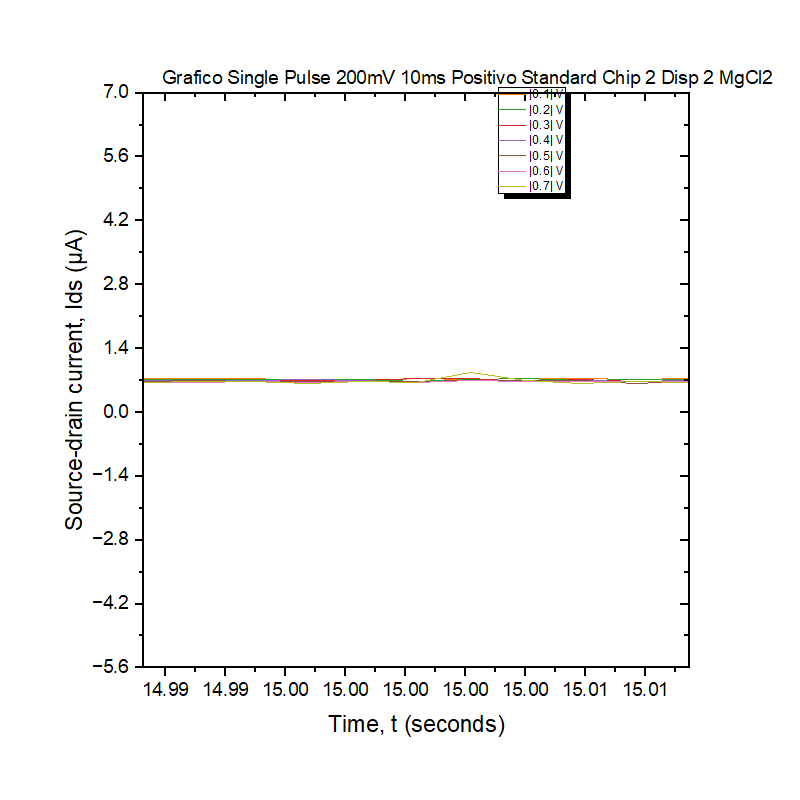 Grafico Single Pulse 200mV 10ms Positivo Standard Chip 2 Disp 2 MgCl2
|0.1| V
|0.2| V
|0.3| V
|0.4| V
|0.5| V
|0.6| V
|0.7| V
7.0
5.6
4.2
2.8
1.4
0.0
−1.4
−2.8
−4.2
−5.6
Source-drain current, Ids (µA)
14.99 14.99 15.00 15.00 15.00 15.00 15.00 15.01 15.01
Time, t (seconds)